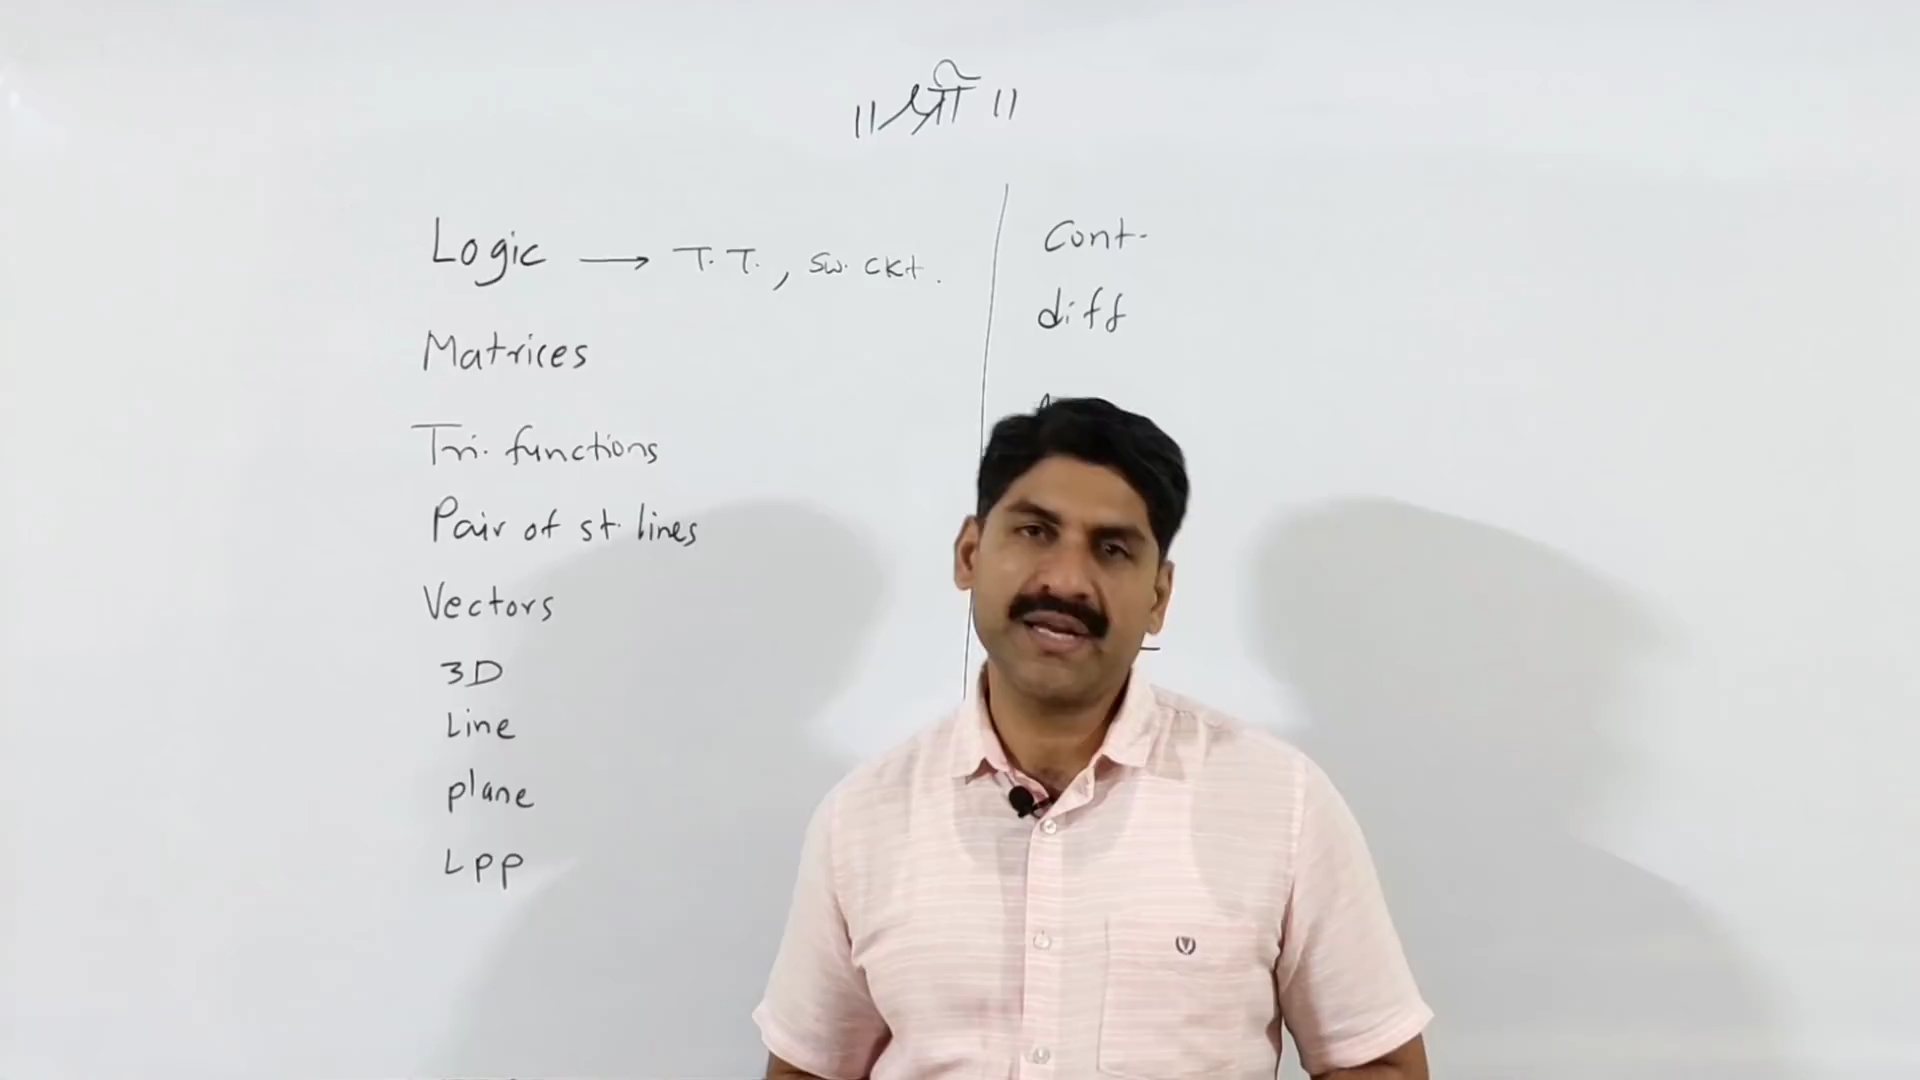 ॥ श्री ॥
Logic → T.T., sw. ckt.
Matrices
Tri. functions
Pair of st. lines
Vectors
3D
Line
plane
Lpp
Cont.
diff